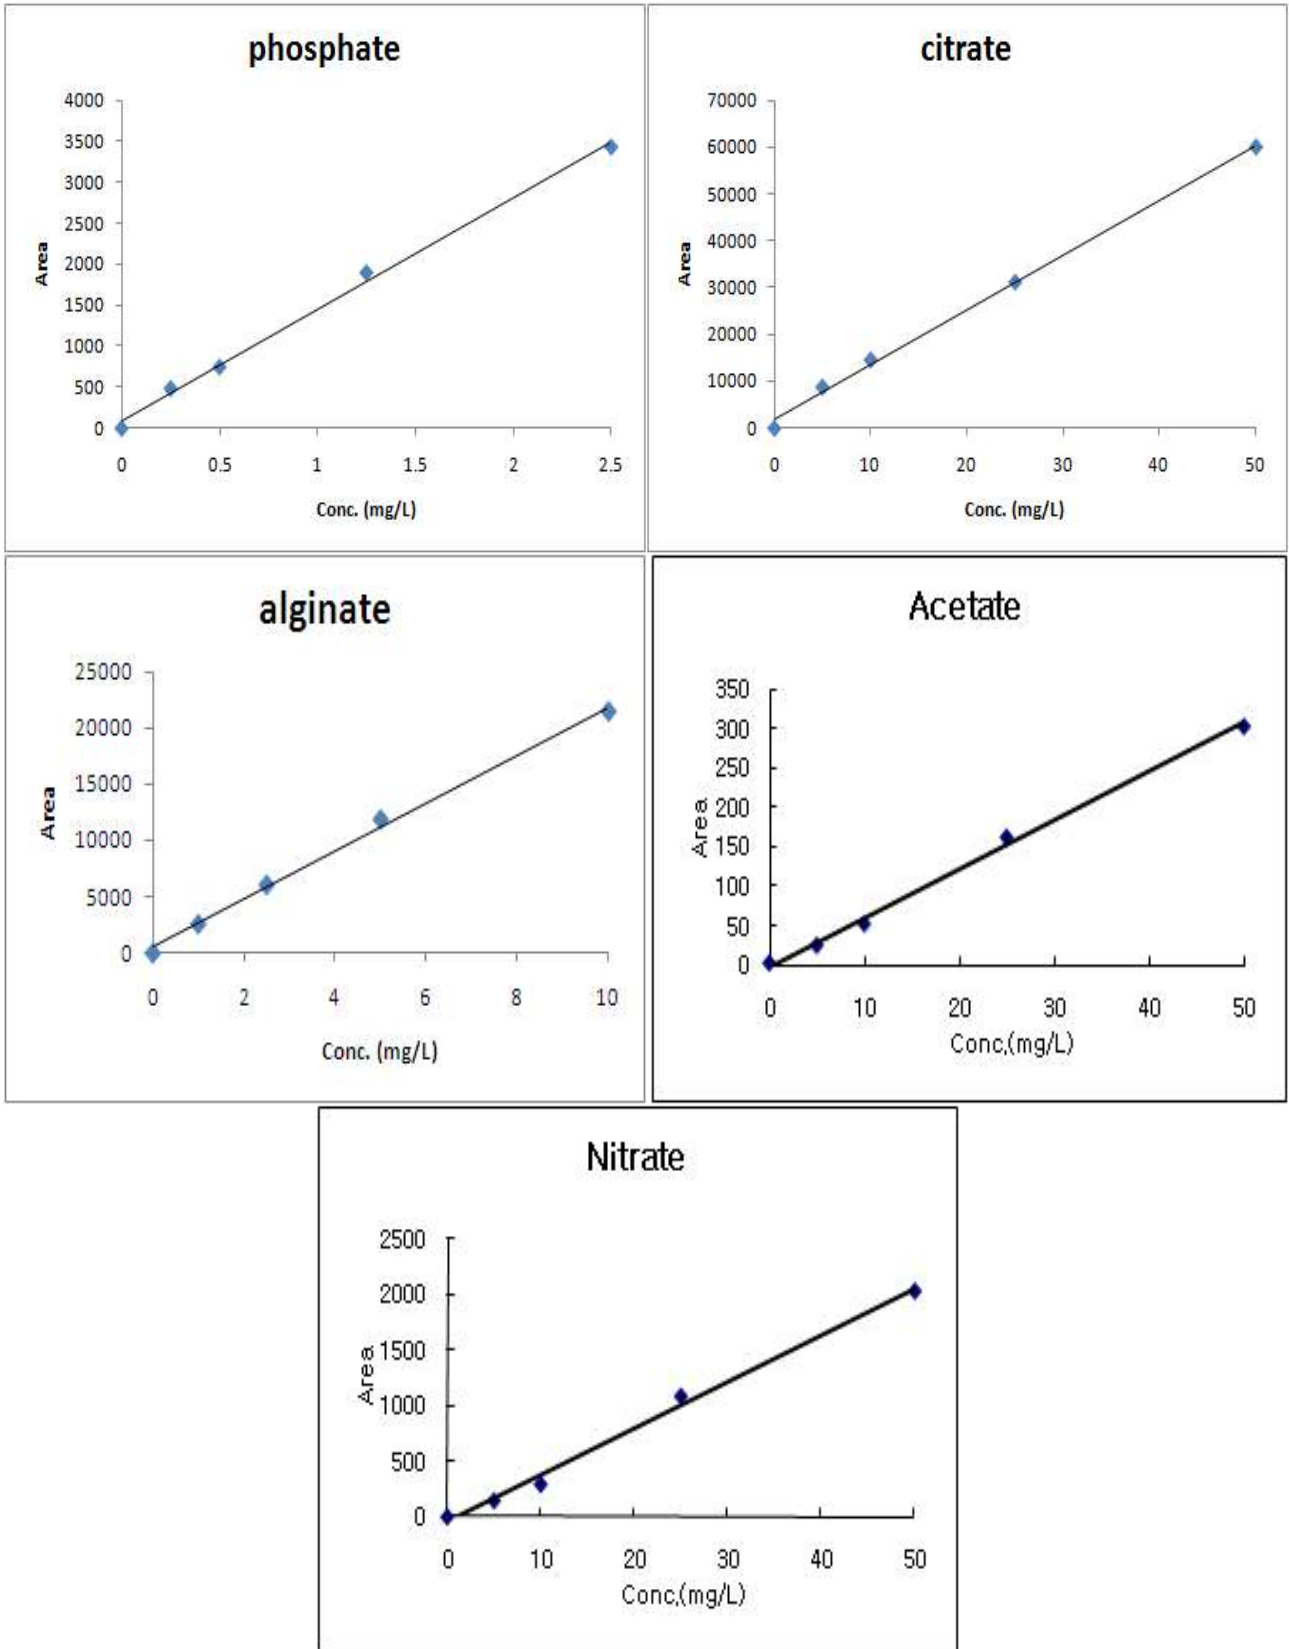 phosphate
4000
3500
3000
2500
2000
1500
1000
500
0
Area
0 0.5 1 1.5 2 2.5
Conc. (mg/L)
citrate
70000
60000
50000
40000
30000
20000
10000
0
Area
0 10 20 30 40 50
Conc. (mg/L)
alginate
25000
20000
15000
10000
5000
0
Area
0 2 4 6 8 10
Conc. (mg/L)
Acetate
350
300
250
200
150
100
50
0
Area
0 10 20 30 40 50
Conc,(mg/L)
Nitrate
2500
2000
1500
1000
500
0
Area
0 10 20 30 40 50
Conc,(mg/L)